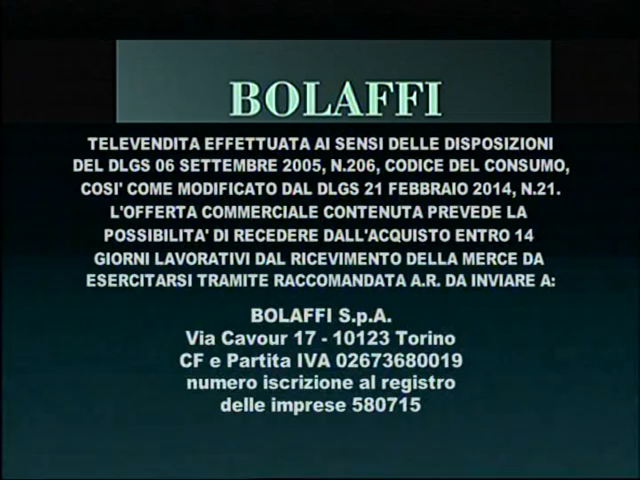 BOLAFFI
TELEVENDITA EFFETTUATA AI SENSI DELLE DISPOSIZIONI
DEL DLGS 06 SETTEMBRE 2005, N.206, CODICE DEL CONSUMO,
COSI' COME MODIFICATO DAL DLGS 21 FEBBRAIO 2014, N.21.
L'OFFERTA COMMERCIALE CONTENUTA PREVEDE LA
POSSIBILITA' DI RECEDERE DALL'ACQUISTO ENTRO 14
GIORNI LAVORATIVI DAL RICEVIMENTO DELLA MERCE DA
ESERCITARSI TRAMITE RACCOMANDATA A.R. DA INVIARE A:
BOLAFFI S.p.A.
Via Cavour 17 - 10123 Torino
CF e Partita IVA 02673680019
numero iscrizione al registro
delle imprese 580715